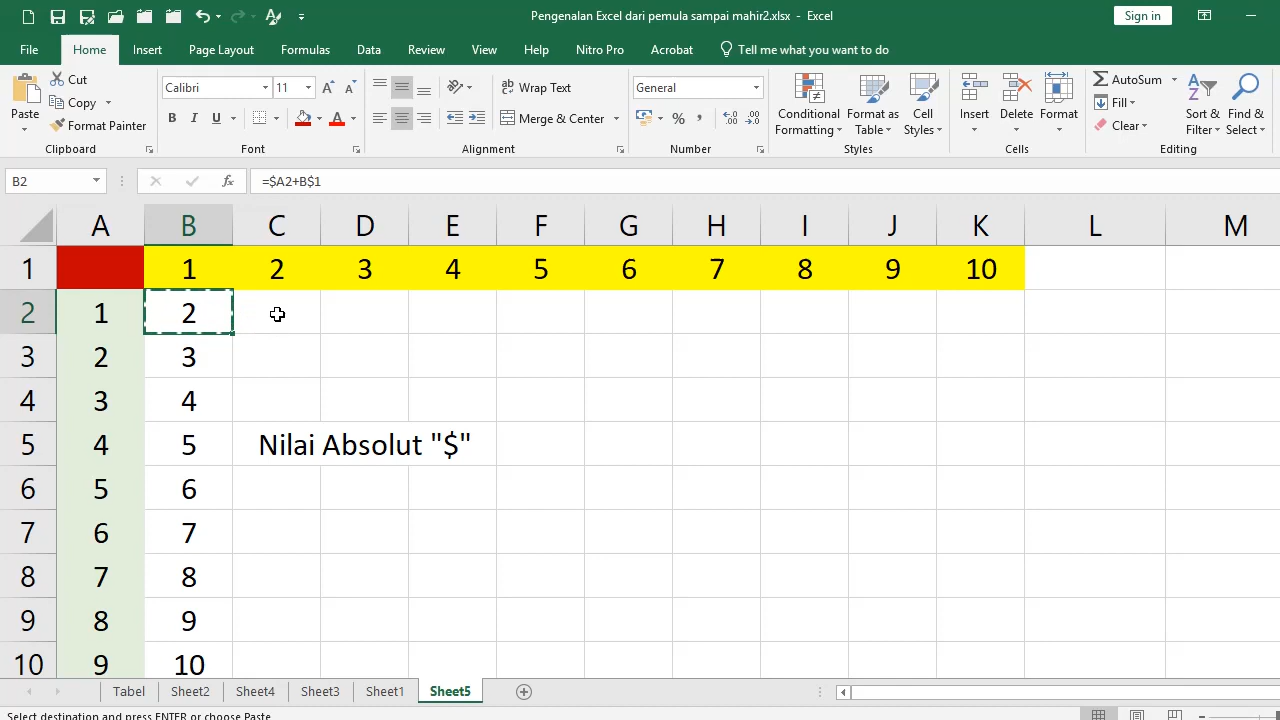 Pengenalan Excel dari pemula sampai mahir2.xlsx - Excel
Sign in
File Home Insert Page Layout Formulas Data Review View Help Nitro Pro Acrobat Tell me what you want to do
Paste
Cut
Copy
Format Painter
Clipboard
Calibri 11
B I U
Font
Wrap Text
Merge & Center
Alignment
General
%
Number
Conditional Formatting
Format as Table
Cell Styles
Styles
Insert Delete Format
Cells
AutoSum
Fill
Clear
Sort & Filter
Find & Select
Editing
B2 fx =$A2+B$1
A B C D E F G H I J K L M
1 1 2 3 4 5 6 7 8 9 10
2 1 2
3 2 3
4 3 4
5 4 5 Nilai Absolut "$"
6 5 6
7 6 7
8 7 8
9 8 9
10 9 10
Tabel Sheet2 Sheet4 Sheet3 Sheet1 Sheet5
Select destination and press ENTER or choose Paste